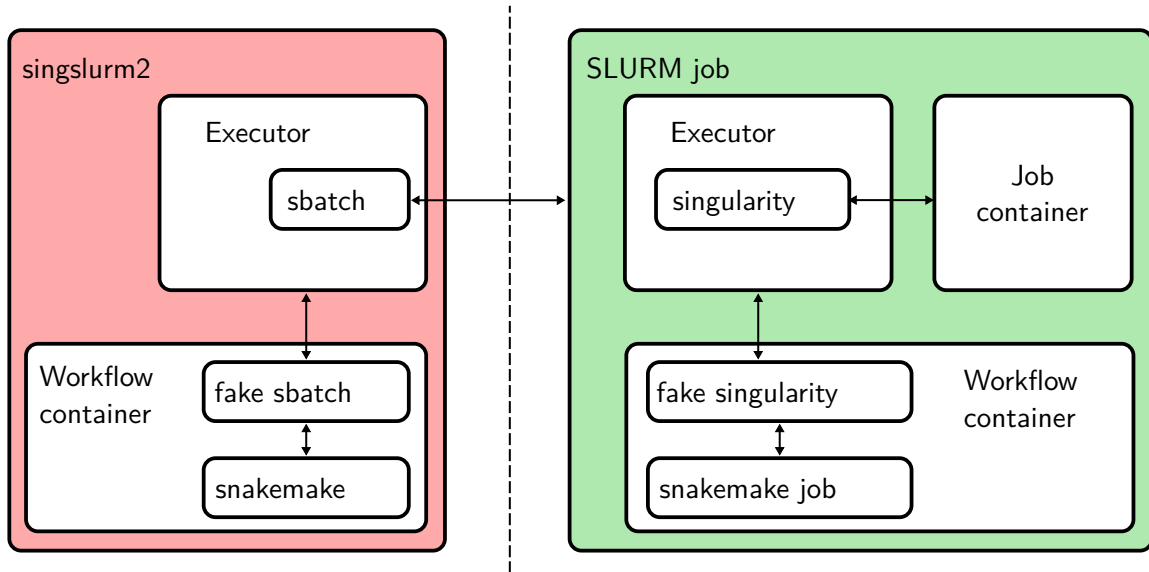 singslurm2
Executor
sbatch
Workflow
container
fake sbatch
snakemake
SLURM job
Executor
singularity
Job
container
fake singularity
snakemake job
Workflow
container